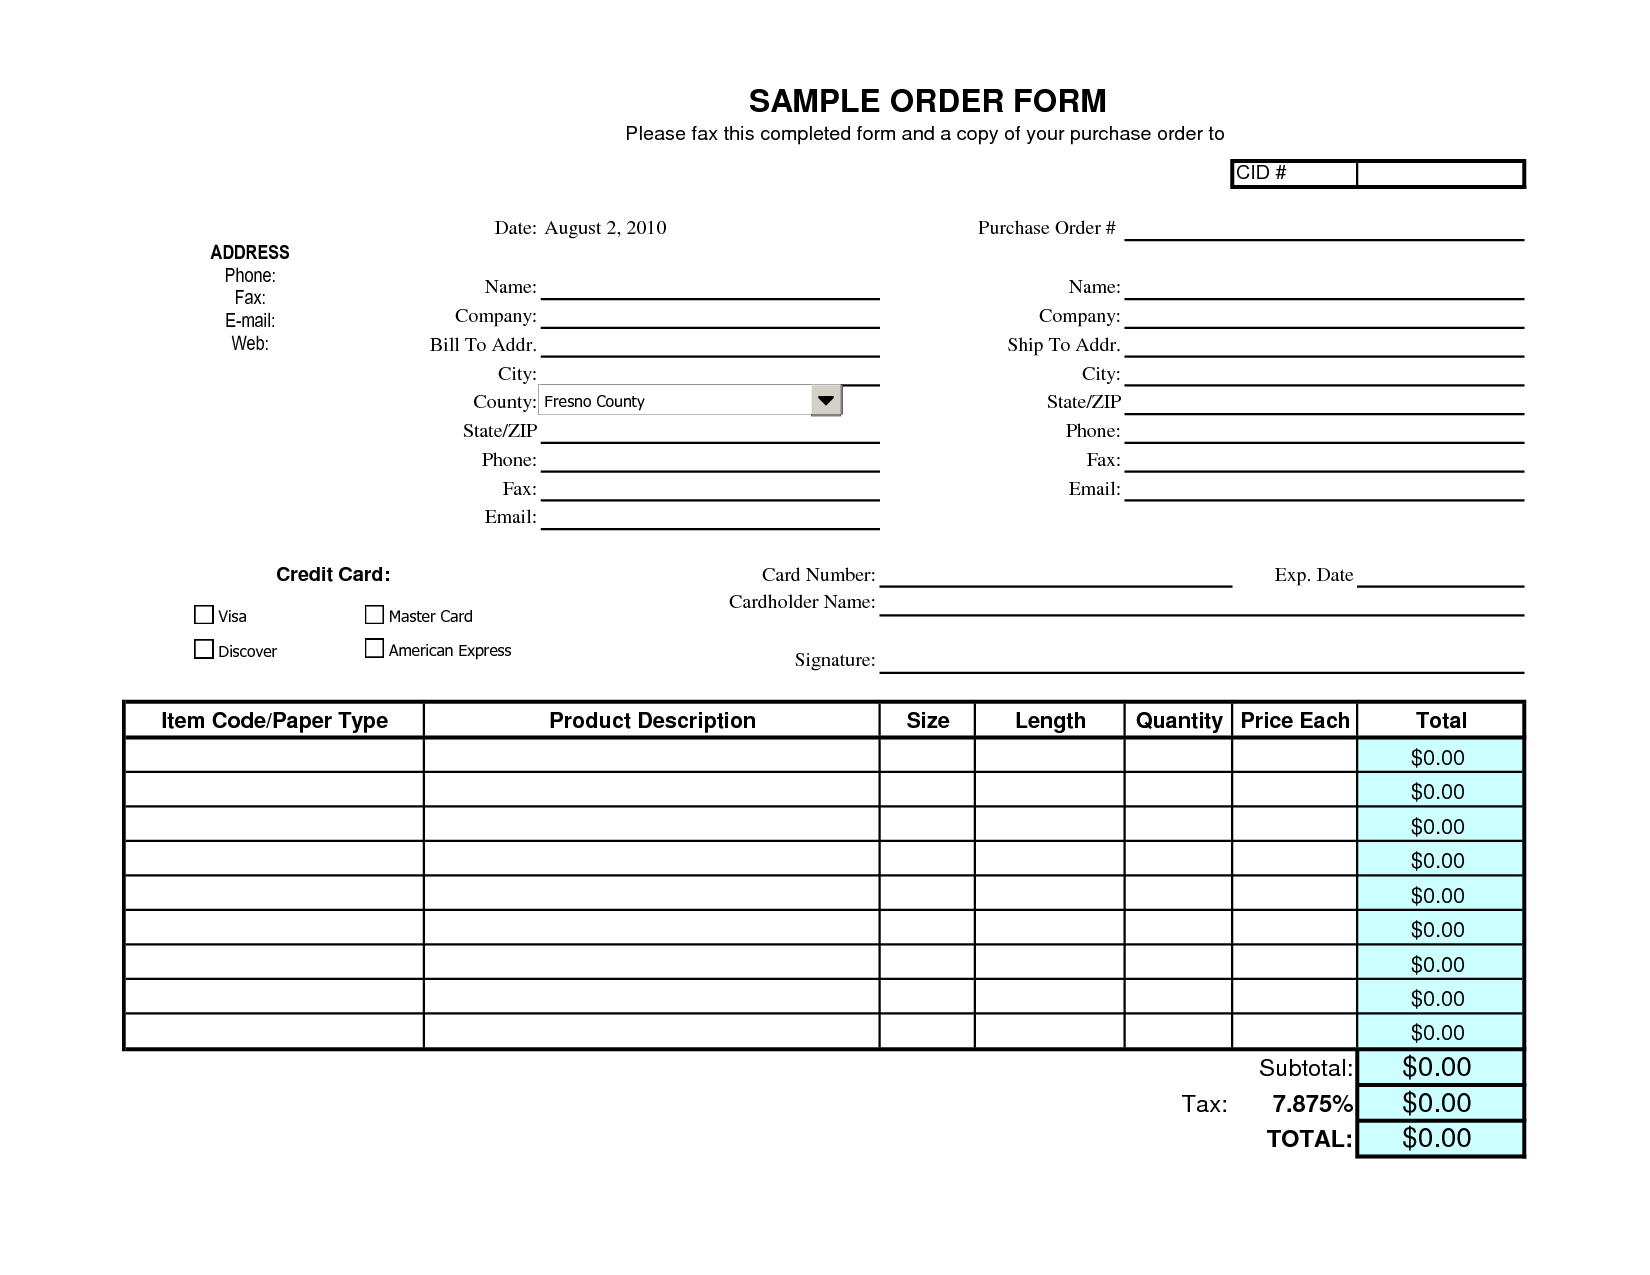 SAMPLE ORDER FORM
Please fax this completed form and a copy of your purchase order to
CID #
Date: August 2, 2010 Purchase Order #
ADDRESS
Phone:
Fax:
E-mail:
Web:
Name:
Company:
Bill To Addr.
City:
County: Fresno County
State/ZIP
Phone:
Fax:
Email:
Name:
Company:
Ship To Addr.
City:
State/ZIP
Phone:
Fax:
Email:
Credit Card:
Visa Master Card
Discover American Express
Card Number: Exp. Date
Cardholder Name:
Signature:
Item Code/Paper Type Product Description Size Length Quantity Price Each Total
$0.00
$0.00
$0.00
$0.00
$0.00
$0.00
$0.00
$0.00
$0.00
Subtotal: $0.00
Tax: 7.875% $0.00
TOTAL: $0.00